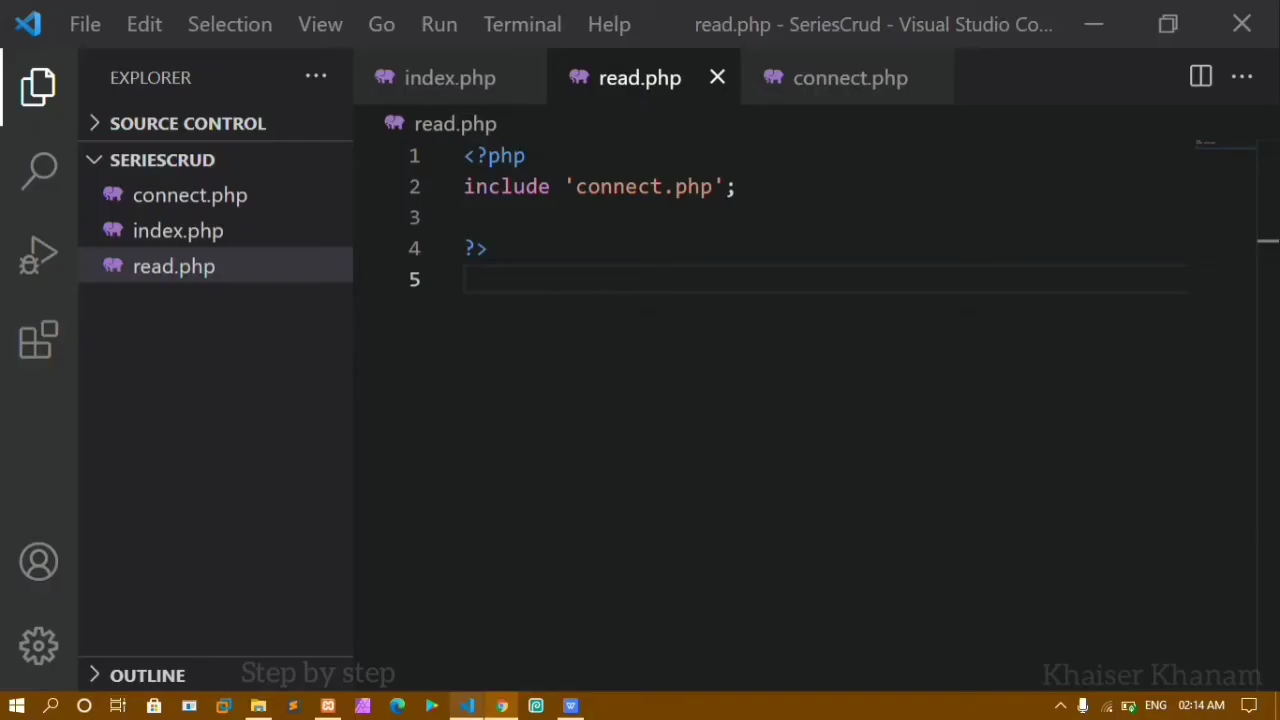 File Edit Selection View Go Run Terminal Help read.php - SeriesCrud - Visual Studio Co...
EXPLORER
index.php read.php connect.php
SOURCE CONTROL
SERIESCRUD
connect.php
index.php
read.php
read.php
1 <?php
2 include 'connect.php';
3
4 ?>
5
OUTLINE
Step by step
Khaiser Khanam
ENG 02:14 AM